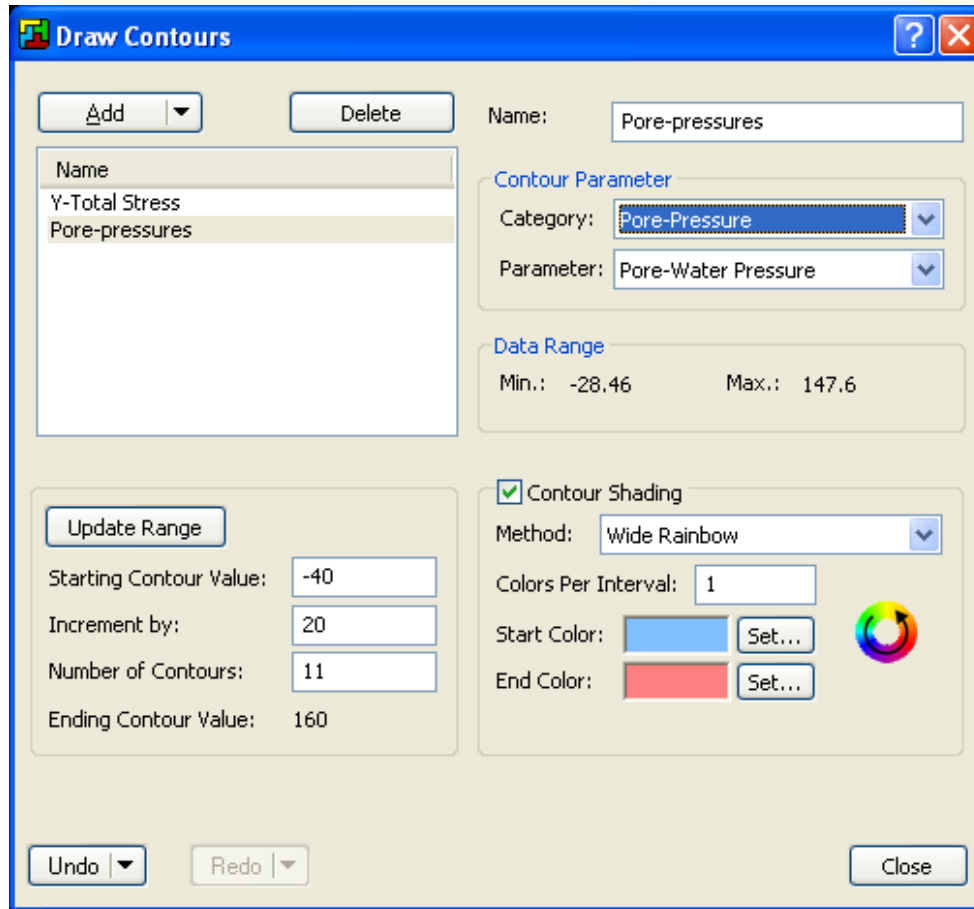 Draw Contours
?
Add
Delete
Name: Pore-pressures
Name
Y-Total Stress
Pore-pressures
Contour Parameter
Category: Pore-Pressure
Parameter: Pore-Water Pressure
Data Range
Min.: -28.46 Max.: 147.6
Update Range
Starting Contour Value: -40
Increment by: 20
Number of Contours: 11
Ending Contour Value: 160
Contour Shading
Method: Wide Rainbow
Colors Per Interval: 1
Start Color: Set...
End Color: Set...
Undo
Redo
Close